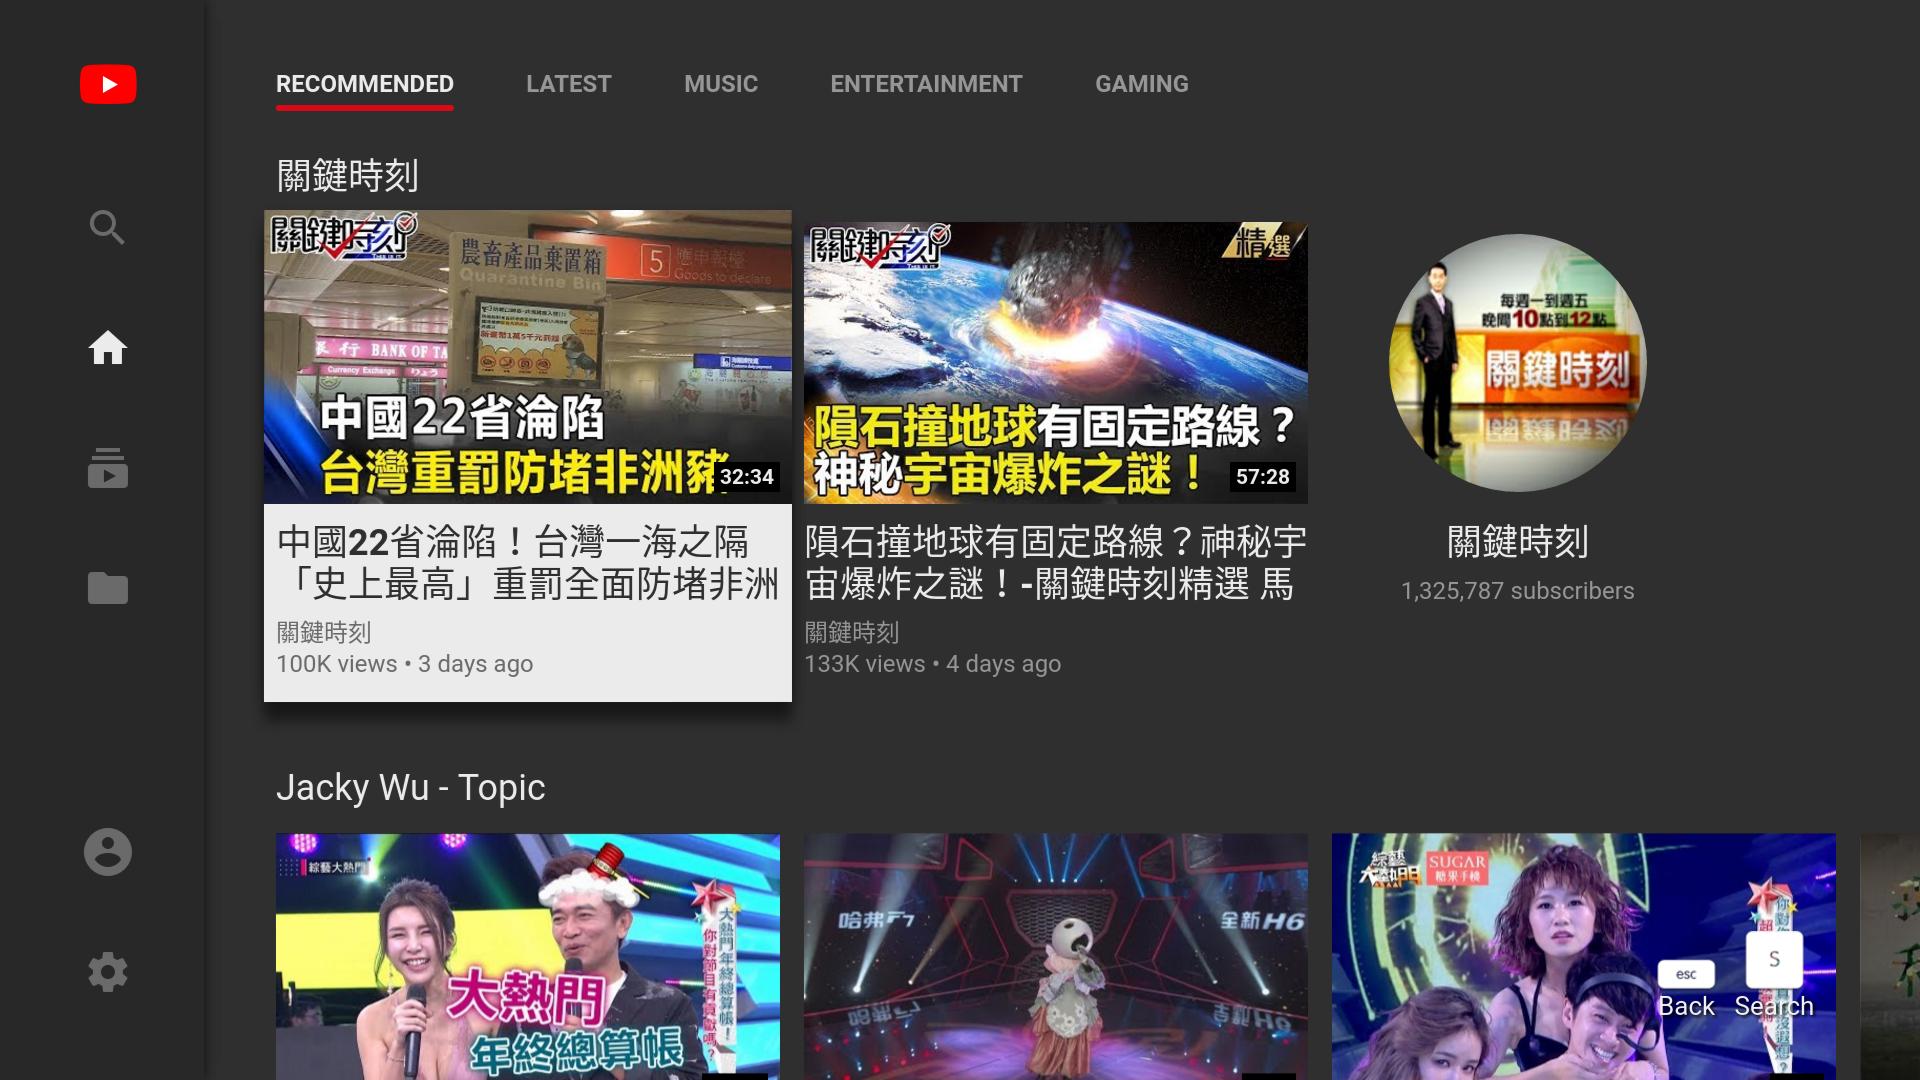 RECOMMENDED
LATEST
MUSIC
ENTERTAINMENT
GAMING
關鍵時刻
關鍵時刻
THIS IS IT
農畜產品棄置箱
Quarantine Bin
5
應申報檯
Goods to declare
銀行 BANK OF TA
Currency Exchange
中國22省淪陷
台灣重罰防堵非洲豬
32:34
中國22省淪陷！台灣一海之隔
「史上最高」重罰全面防堵非洲
關鍵時刻
100K views • 3 days ago
關鍵時刻
THIS IS IT
精選
隕石撞地球有固定路線？
神秘宇宙爆炸之謎！
57:28
隕石撞地球有固定路線？神秘宇
宙爆炸之謎！-關鍵時刻精選 馬
關鍵時刻
133K views • 4 days ago
每週一到週五
晚間10點到12點
關鍵時刻
關鍵時刻
1,325,787 subscribers
Jacky Wu - Topic
綜藝大熱門
大熱門年終總算帳！
你對節目有貢獻嗎？
大熱門
年終總算帳
哈弗F7
全新H6
綜藝大熱門
SUGAR
糖果手機
esc
Back
S
Search